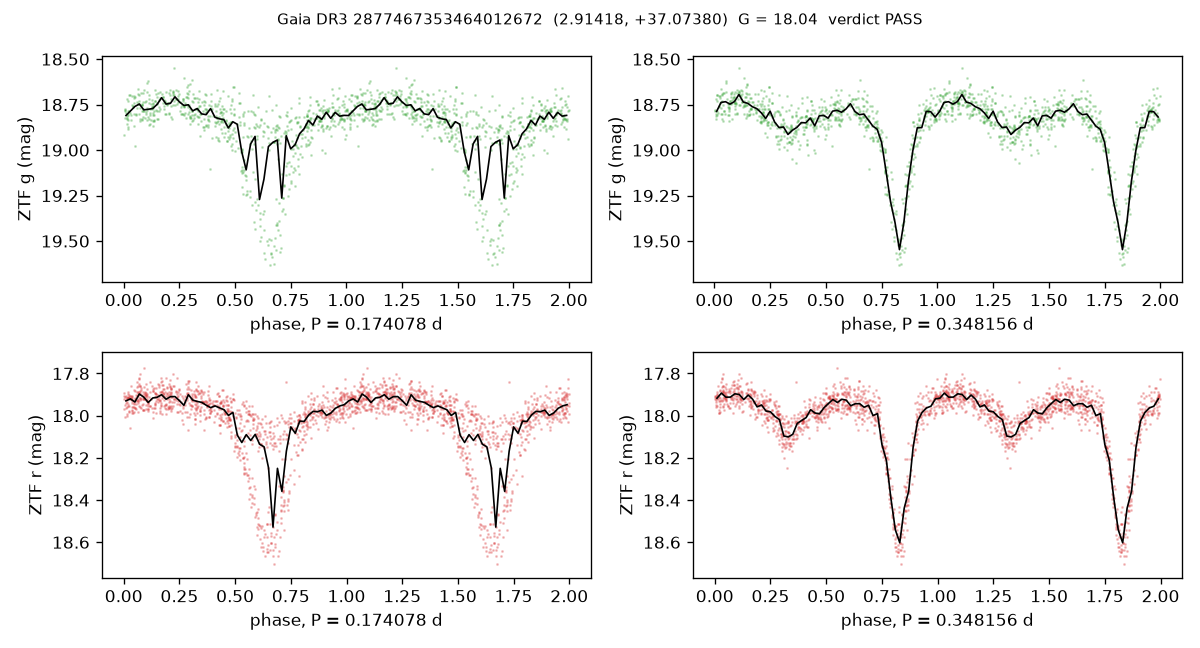 Gaia DR3 2877467353464012672  (2.91418, +37.07380)  G = 18.04  verdict PASS
ZTF g (mag)
18.50
18.75
19.00
19.25
19.50
0.00 0.25 0.50 0.75 1.00 1.25 1.50 1.75 2.00
phase, P = 0.174078 d
ZTF g (mag)
18.50
18.75
19.00
19.25
19.50
0.00 0.25 0.50 0.75 1.00 1.25 1.50 1.75 2.00
phase, P = 0.348156 d
ZTF r (mag)
17.8
18.0
18.2
18.4
18.6
0.00 0.25 0.50 0.75 1.00 1.25 1.50 1.75 2.00
phase, P = 0.174078 d
ZTF r (mag)
17.8
18.0
18.2
18.4
18.6
0.00 0.25 0.50 0.75 1.00 1.25 1.50 1.75 2.00
phase, P = 0.348156 d